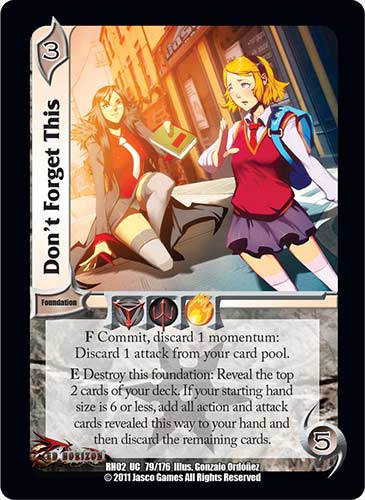 3
Don't Forget This
Foundation
F Commit, discard 1 momentum:
Discard 1 attack from your card pool.
E Destroy this foundation: Reveal the top
2 cards of your deck. If your starting hand
size is 6 or less, add all action and attack
cards revealed this way to your hand and
then discard the remaining cards.
5
RED HORIZON
RH02 UC 79/176 Illus. Gonzalo Ordóñez
© 2011 Jasco Games All Rights Reserved